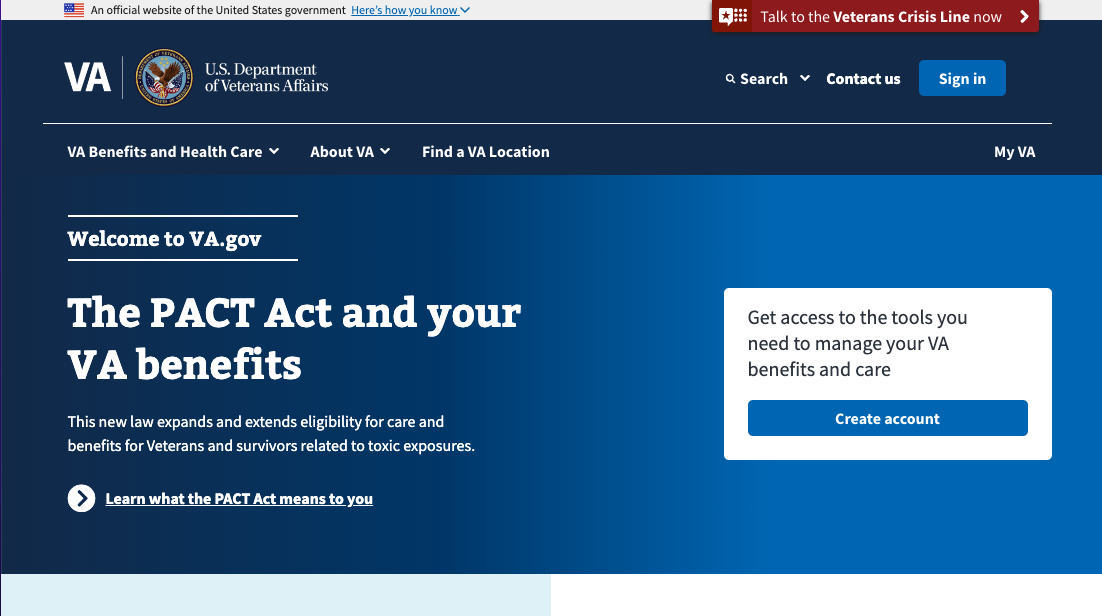 An official website of the United States government Here's how you know
Talk to the Veterans Crisis Line now
VA
U.S. Department
of Veterans Affairs
Search
Contact us
Sign in
VA Benefits and Health Care
About VA
Find a VA Location
My VA
Welcome to VA.gov
The PACT Act and your
VA benefits
This new law expands and extends eligibility for care and
benefits for Veterans and survivors related to toxic exposures.
Learn what the PACT Act means to you
Get access to the tools you
need to manage your VA
benefits and care
Create account